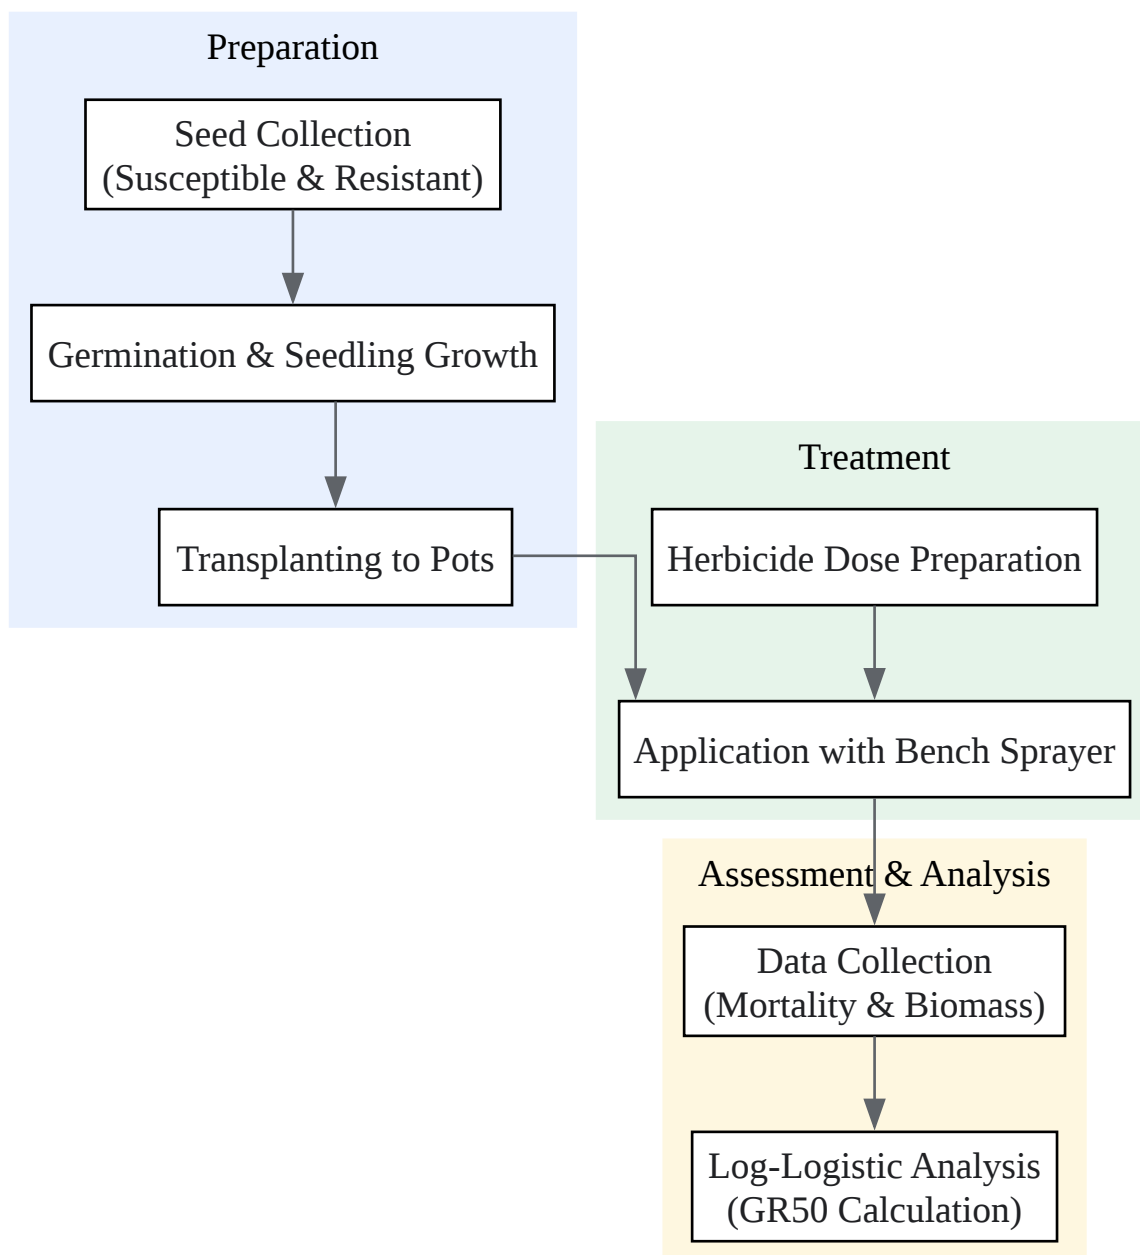 Preparation
Seed Collection
(Susceptible & Resistant)
Germination & Seedling Growth
Transplanting to Pots
Treatment
Herbicide Dose Preparation
Application with Bench Sprayer
Assessment & Analysis
Data Collection
(Mortality & Biomass)
Log-Logistic Analysis
(GR50 Calculation)